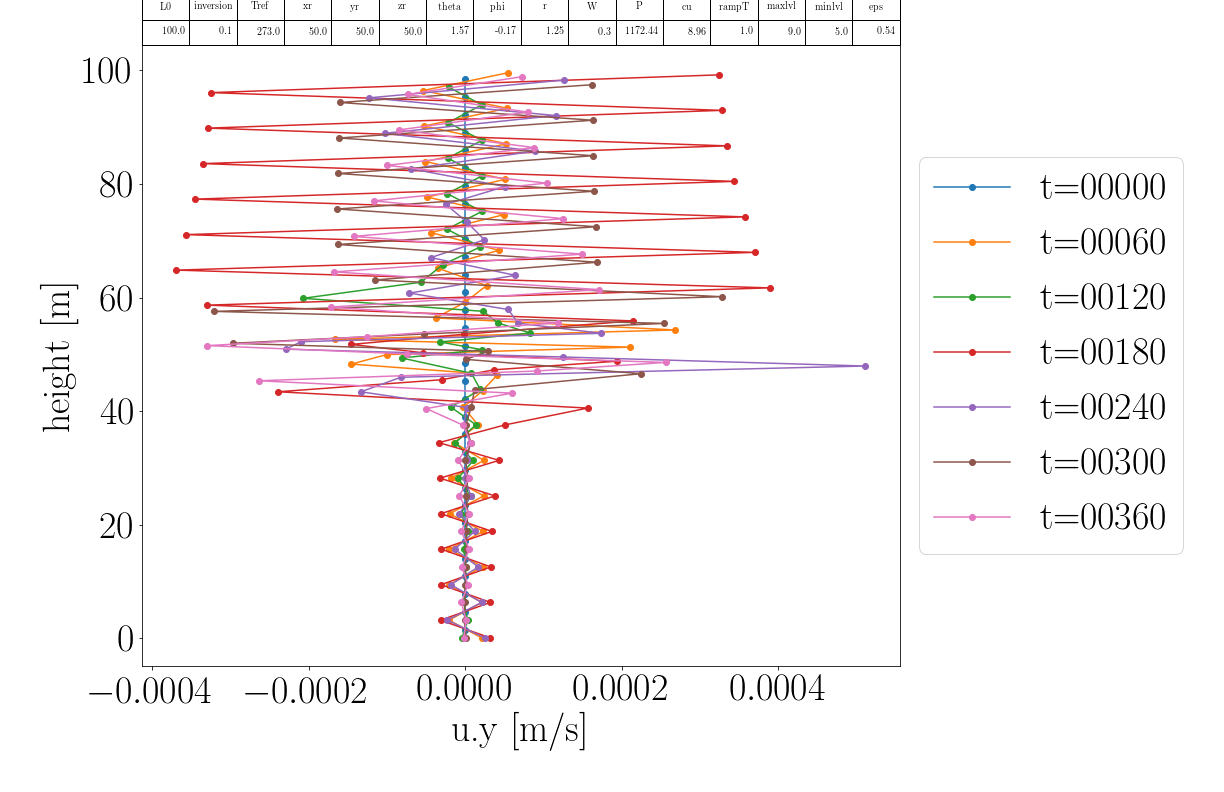 L0 inversion Tref xr yr zr theta phi r W P cu rampT maxlvl minlvl eps
100.0 0.1 273.0 50.0 50.0 50.0 1.57 -0.17 1.25 0.3 1172.44 8.96 1.0 9.0 5.0 0.54
100
80
60
40
20
0
height [m]
−0.0004 −0.0002 0.0000 0.0002 0.0004
u.y [m/s]
t=00000
t=00060
t=00120
t=00180
t=00240
t=00300
t=00360